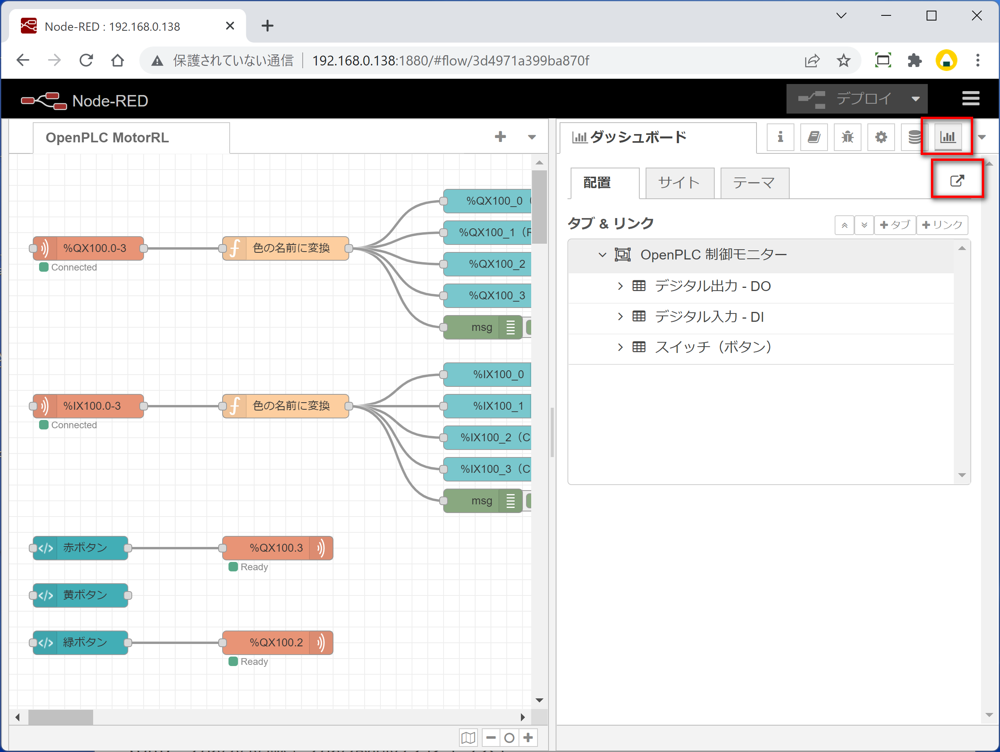 Node-RED : 192.168.0.138
保護されていない通信 192.168.0.138:1880/#flow/3d4971a399ba870f
Node-RED
デプロイ
OpenPLC MotorRL
ダッシュボード
配置
サイト
テーマ
タブ & リンク
タブ
リンク
OpenPLC 制御モニター
デジタル出力 - DO
デジタル入力 - DI
スイッチ（ボタン）
%QX100.0-3
Connected
色の名前に変換
%QX100_0（
%QX100_1（R
%QX100_2
%QX100_3
msg
%IX100.0-3
Connected
色の名前に変換
%IX100_0
%IX100_1
%IX100_2（C
%IX100_3（C
msg
赤ボタン
%QX100.3
Ready
黄ボタン
緑ボタン
%QX100.2
Ready